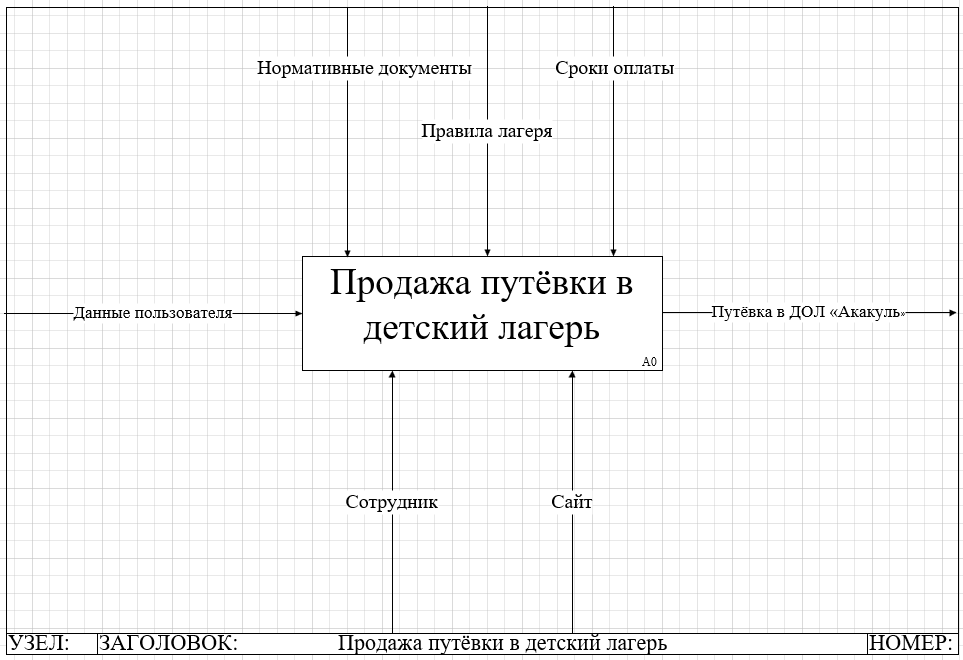 Нормативные документы
Сроки оплаты
Правила лагеря
Продажа путёвки в
детский лагерь
A0
Данные пользователя
Путёвка в ДОЛ «Акакуль»
Сотрудник
Сайт
УЗЕЛ:
ЗАГОЛОВОК:
Продажа путёвки в детский лагерь
НОМЕР: